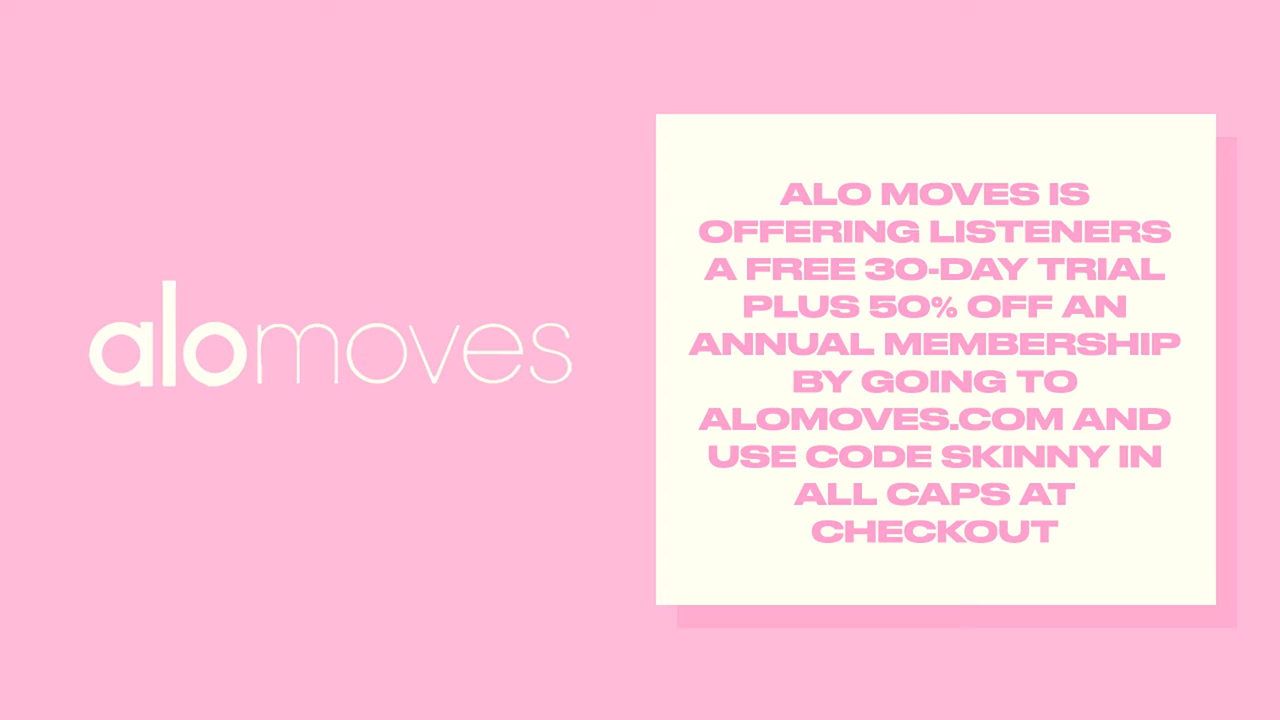 alomoves
ALO MOVES IS
OFFERING LISTENERS
A FREE 30-DAY TRIAL
PLUS 50% OFF AN
ANNUAL MEMBERSHIP
BY GOING TO
ALOMOVES.COM AND
USE CODE SKINNY IN
ALL CAPS AT
CHECKOUT